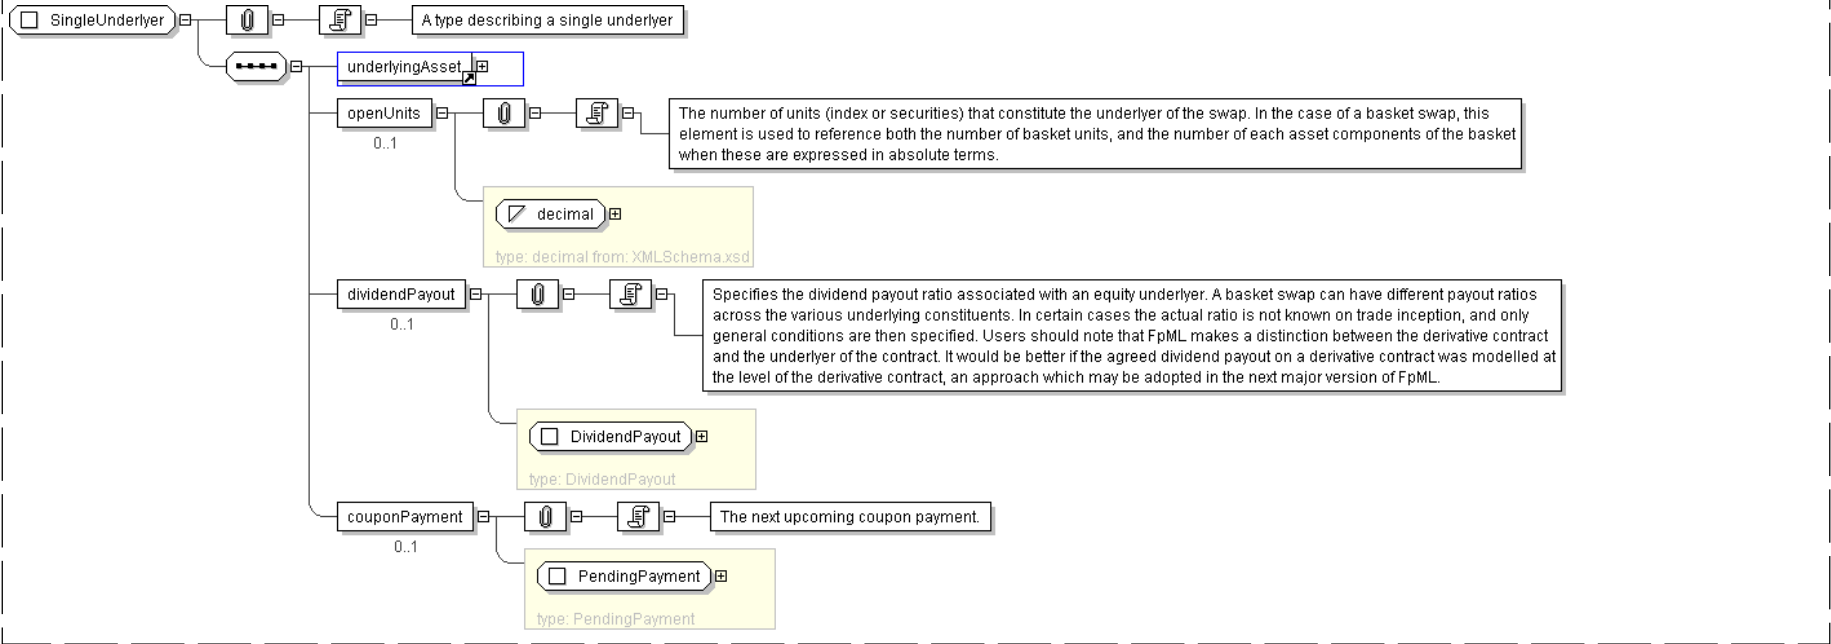 SingleUnderlyer
A type describing a single underlyer
underlyingAsset
openUnits
0..1
The number of units (index or securities) that constitute the underlyer of the swap. In the case of a basket swap, this
element is used to reference both the number of basket units, and the number of each asset components of the basket
when these are expressed in absolute terms.
decimal
type: decimal from: XMLSchema.xsd
dividendPayout
0..1
Specifies the dividend payout ratio associated with an equity underlyer. A basket swap can have different payout ratios
across the various underlying constituents. In certain cases the actual ratio is not known on trade inception, and only
general conditions are then specified. Users should note that FpML makes a distinction between the derivative contract
and the underlyer of the contract. It would be better if the agreed dividend payout on a derivative contract was modelled at
the level of the derivative contract, an approach which may be adopted in the next major version of FpML.
DividendPayout
type: DividendPayout
couponPayment
0..1
The next upcoming coupon payment.
PendingPayment
type: PendingPayment